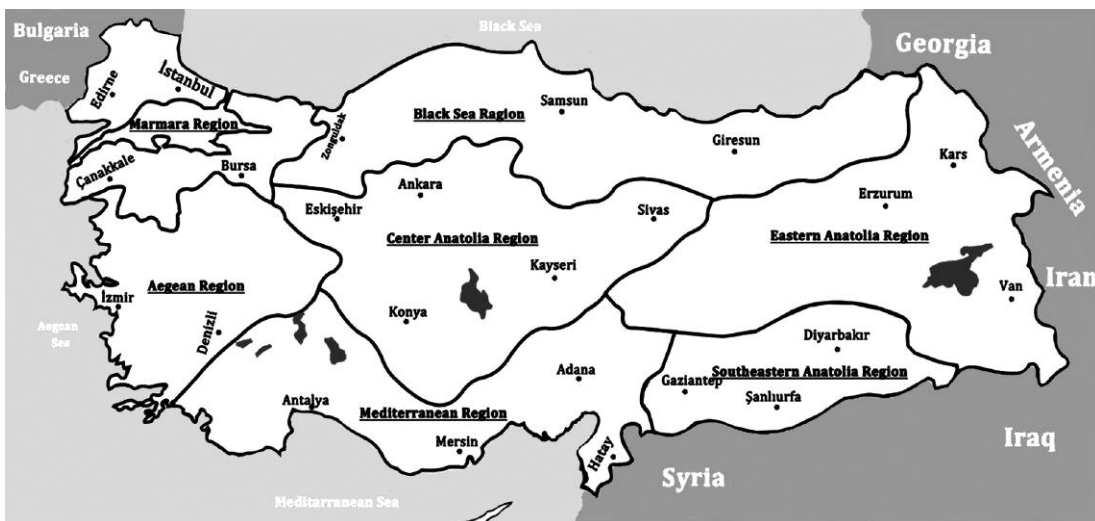 Bulgaria
Black Sea
Georgia
Greece
Edirne
İstanbul
Marmara Region
Black Sea Ragion
Samsun
Zonguldak
Giresun
Armenia
Çanakkale
Bursa
Kars
Ankara
Erzurum
Eskişehir
Sivas
Center Anatolia Region
Eastern Anatolia Region
Kayseri
Iran
Aegean Region
İzmir
Van
Konya
Aegean
Sea
Denizli
Diyarbakır
Adana
Gaziantep
Southeastern Anatolia Region
Antalya
Mediterranean Region
Şanlıurfa
Mersin
Hatay
Iraq
Syria
Meditarranean Sea